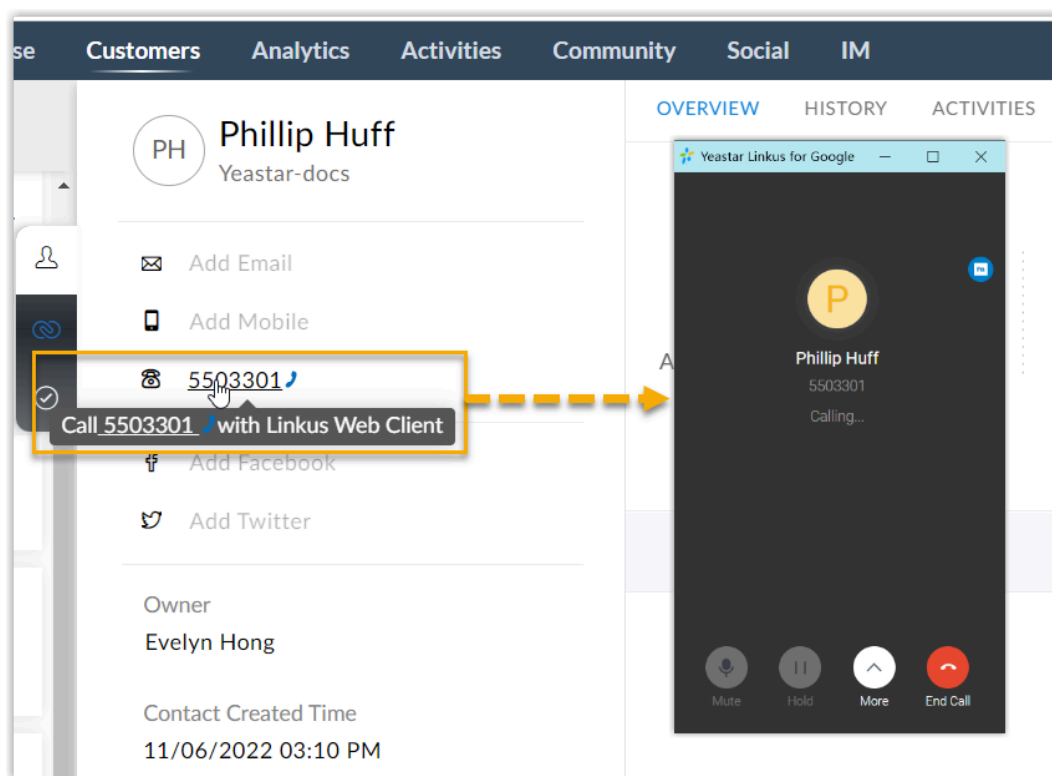 se Customers Analytics Activities Community Social IM
PH
Phillip Huff
Yeastar-docs
Add Email
Add Mobile
5503301
Call 5503301 with Linkus Web Client
Add Facebook
Add Twitter
Owner
Evelyn Hong
Contact Created Time
11/06/2022 03:10 PM
OVERVIEW HISTORY ACTIVITIES
A
Yeastar Linkus for Google
P
Phillip Huff
5503301
Calling...
Mute Hold More End Call